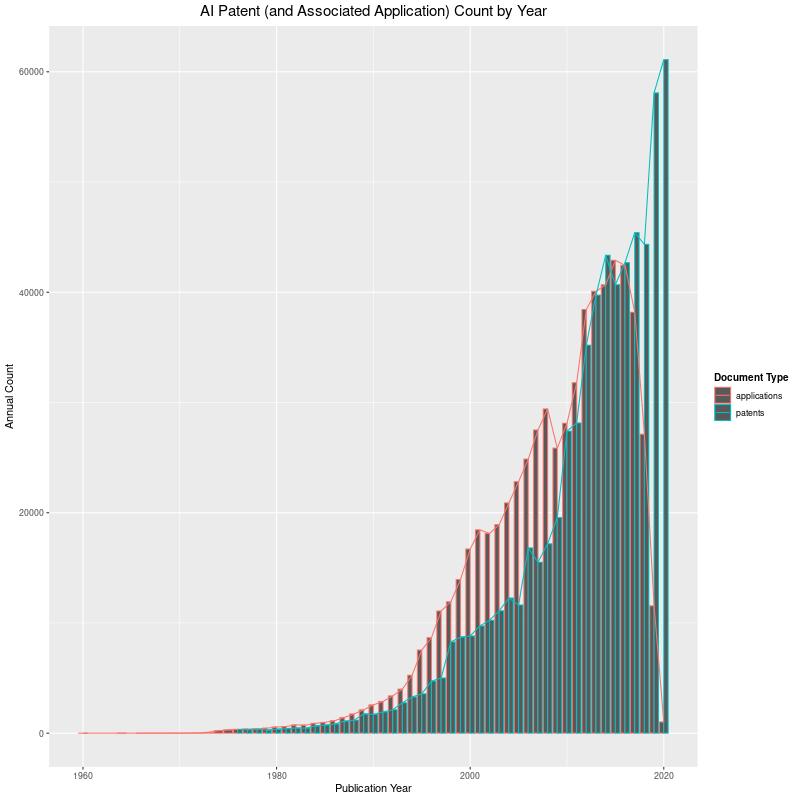 AI Patent (and Associated Application) Count by Year
60000
40000
20000
0
Annual Count
1960
1980
2000
2020
Publication Year
Document Type
applications
patents